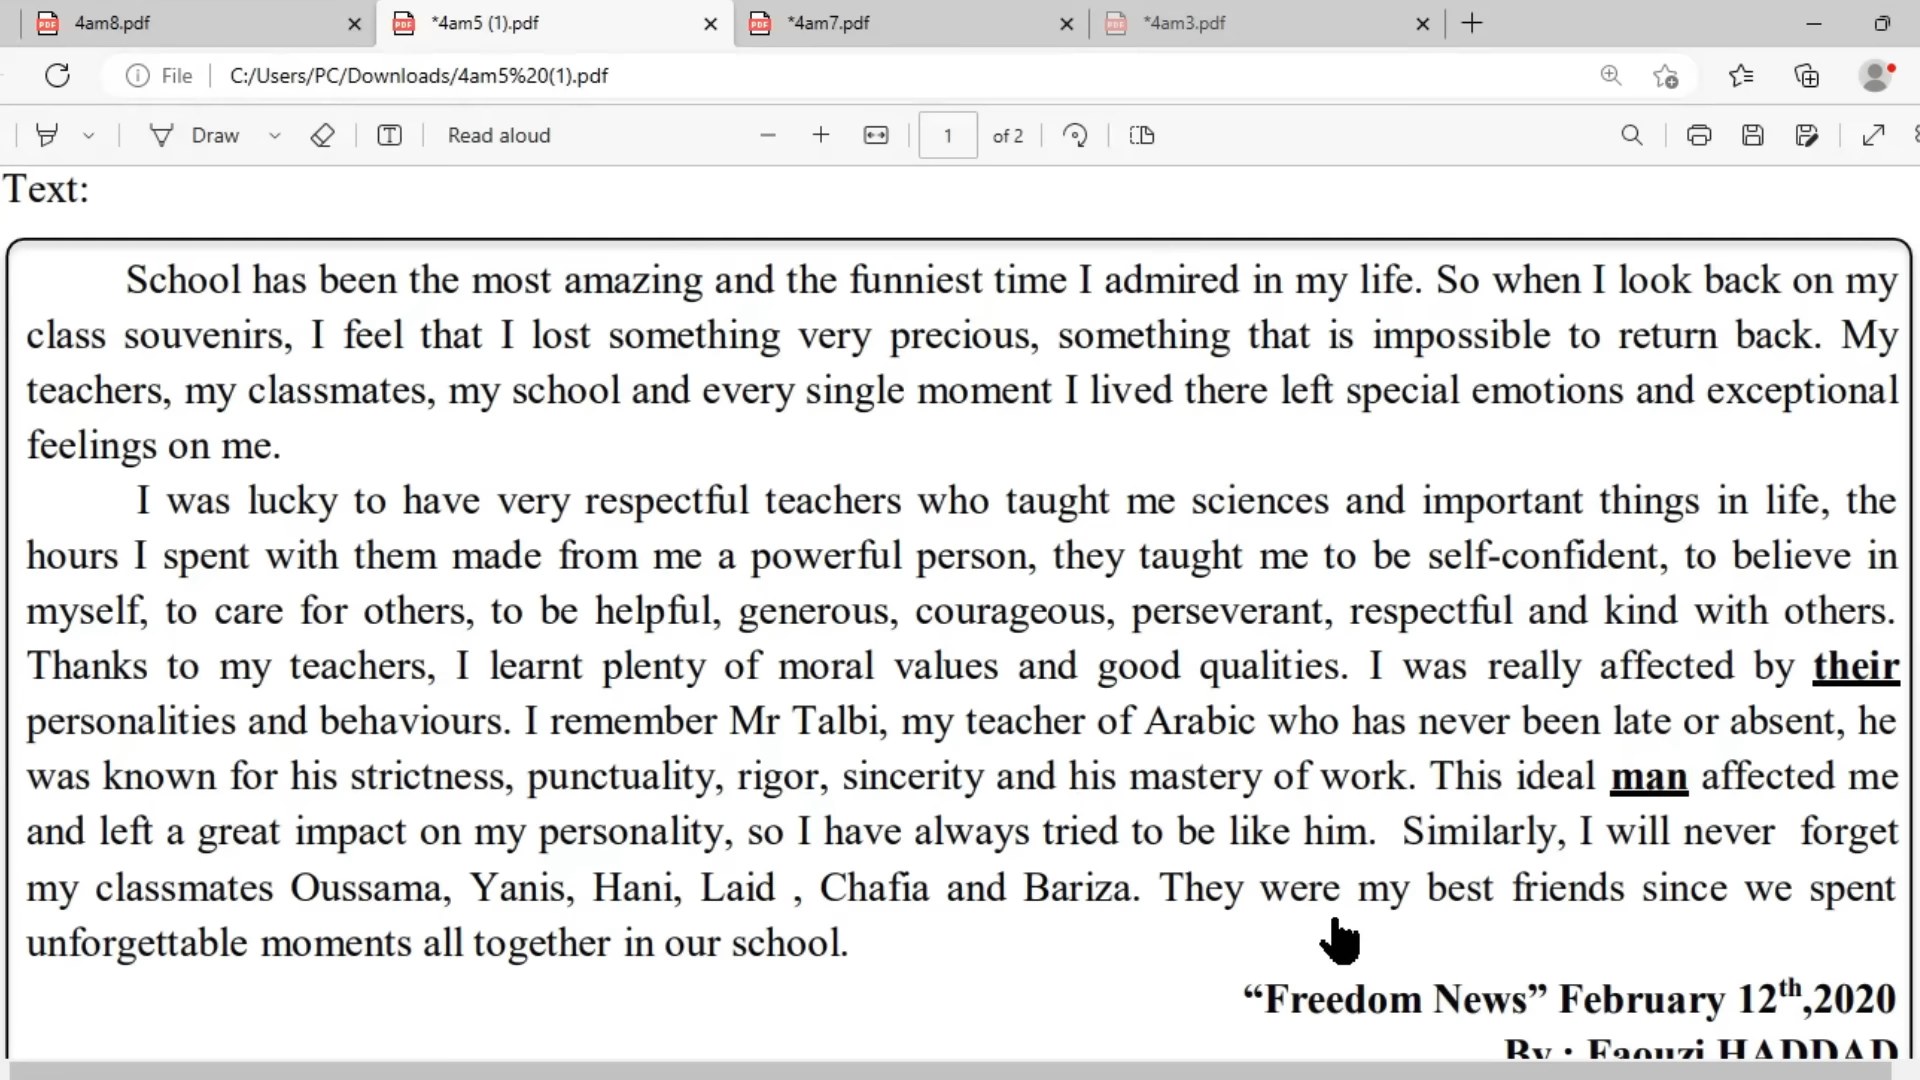 4am8.pdf
*4am5 (1).pdf
*4am7.pdf
*4am3.pdf
File
C:/Users/PC/Downloads/4am5%20(1).pdf
Draw
Read aloud
1
of 2
Text:
School has been the most amazing and the funniest time I admired in my life. So when I look back on my
class souvenirs, I feel that I lost something very precious, something that is impossible to return back. My
teachers, my classmates, my school and every single moment I lived there left special emotions and exceptional
feelings on me.
I was lucky to have very respectful teachers who taught me sciences and important things in life, the
hours I spent with them made from me a powerful person, they taught me to be self-confident, to believe in
myself, to care for others, to be helpful, generous, courageous, perseverant, respectful and kind with others.
Thanks to my teachers, I learnt plenty of moral values and good qualities. I was really affected by their
personalities and behaviours. I remember Mr Talbi, my teacher of Arabic who has never been late or absent, he
was known for his strictness, punctuality, rigor, sincerity and his mastery of work. This ideal man affected me
and left a great impact on my personality, so I have always tried to be like him. Similarly, I will never forget
my classmates Oussama, Yanis, Hani, Laid , Chafia and Bariza. They were my best friends since we spent
unforgettable moments all together in our school.
“Freedom News” February 12th,2020
By : Faouzi HADDAD